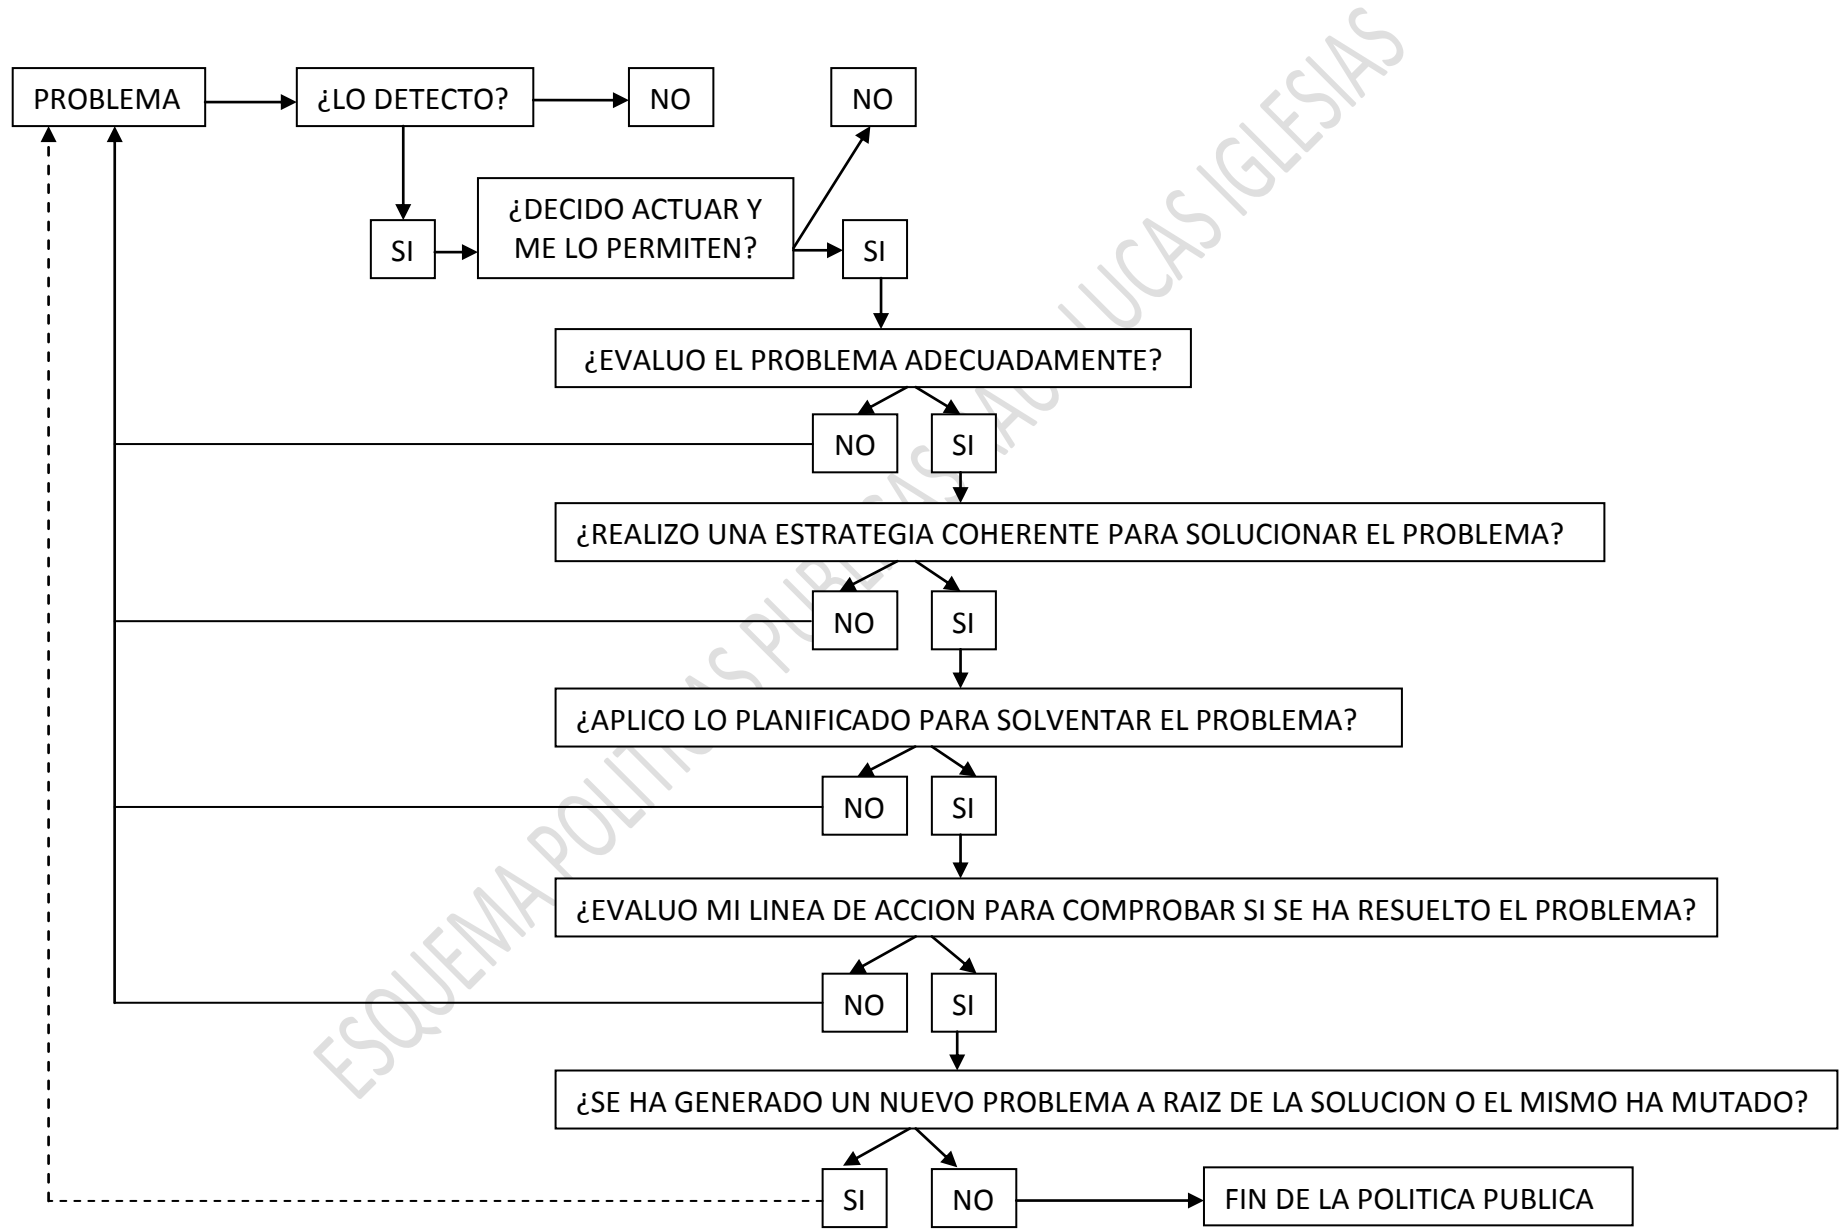 PROBLEMA
¿LO DETECTO?
NO
NO
SI
¿DECIDO ACTUAR Y
ME LO PERMITEN?
SI
¿EVALUO EL PROBLEMA ADECUADAMENTE?
NO
SI
¿REALIZO UNA ESTRATEGIA COHERENTE PARA SOLUCIONAR EL PROBLEMA?
NO
SI
¿APLICO LO PLANIFICADO PARA SOLVENTAR EL PROBLEMA?
NO
SI
¿EVALUO MI LINEA DE ACCION PARA COMPROBAR SI SE HA RESUELTO EL PROBLEMA?
NO
SI
¿SE HA GENERADO UN NUEVO PROBLEMA A RAIZ DE LA SOLUCION O EL MISMO HA MUTADO?
SI
NO
FIN DE LA POLITICA PUBLICA
ESQUEMA POLITICAS PUBLICAS LUCAS IGLESIAS